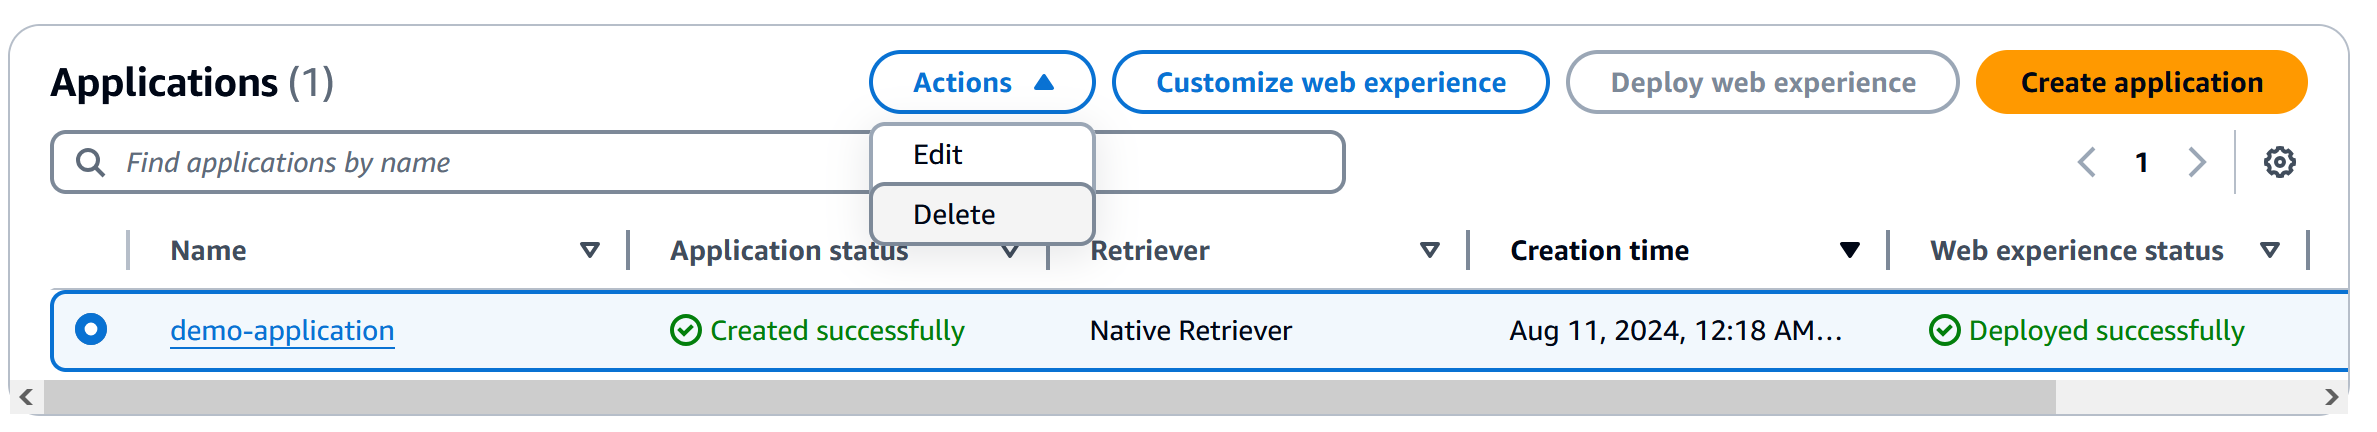 Applications (1)
Actions
Customize web experience
Deploy web experience
Create application
Find applications by name
Edit
Delete
1
Name
Application status
Retriever
Creation time
Web experience status
demo-application
Created successfully
Native Retriever
Aug 11, 2024, 12:18 AM…
Deployed successfully